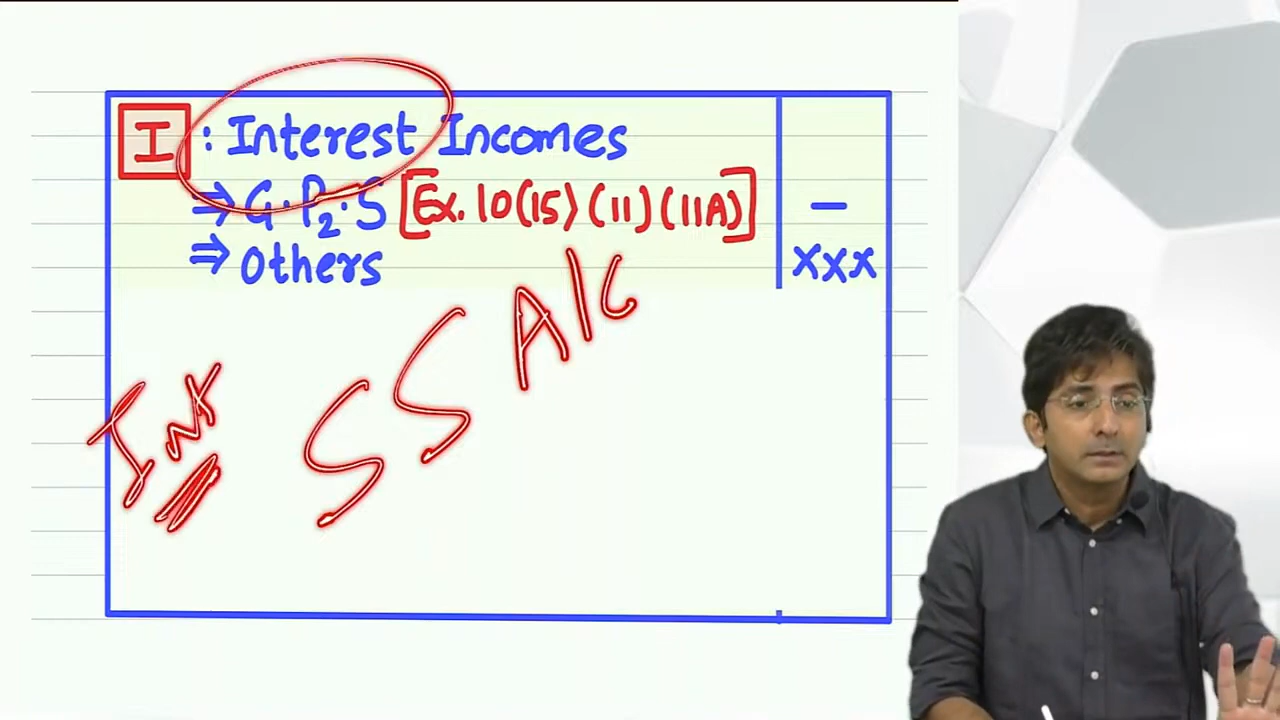 I : Interest Incomes
⇒ G.P₂.S [Ex. 10(15) (11) (11A)] —
⇒ Others xxx
Int SS A/C